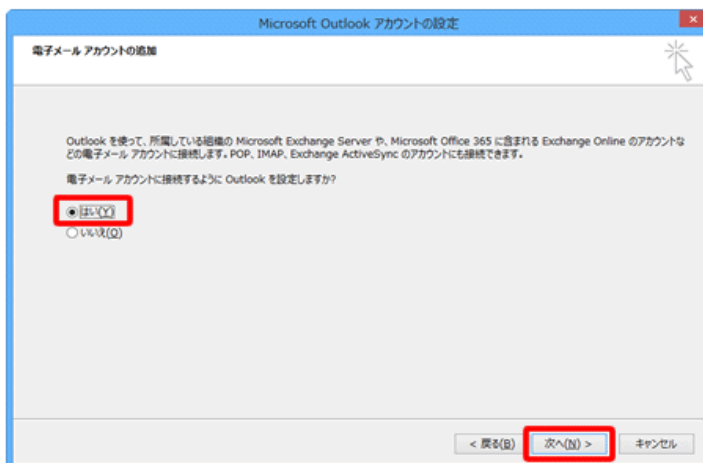 Microsoft Outlook アカウントの設定
電子メール アカウントの追加
Outlook を使って、所属している組織の Microsoft Exchange Server や、Microsoft Office 365 に含まれる Exchange Online のアカウントな
どの電子メール アカウントに接続します。POP、IMAP、Exchange ActiveSync のアカウントにも接続できます。
電子メール アカウントに接続するように Outlook を設定しますか?
はい(Y)
いいえ(O)
< 戻る(B) 次へ(N) > キャンセル